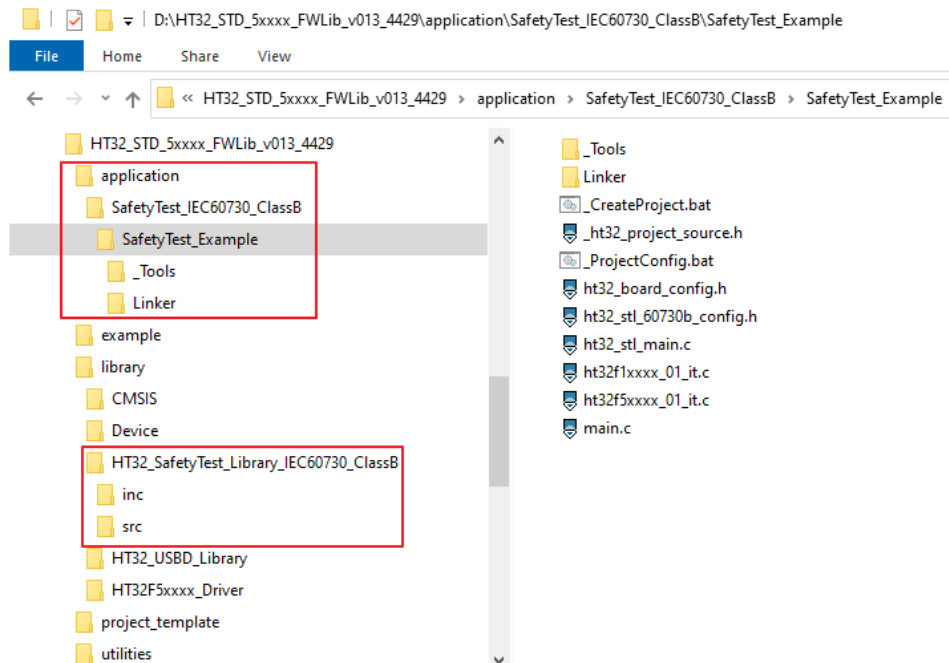 D:\HT32_STD_5xxxx_FWLib_v013_4429\application\SafetyTest_IEC60730_ClassB\SafetyTest_Example
File Home Share View
« HT32_STD_5xxxx_FWLib_v013_4429 > application > SafetyTest_IEC60730_ClassB > SafetyTest_Example
HT32_STD_5xxxx_FWLib_v013_4429
application
SafetyTest_IEC60730_ClassB
SafetyTest_Example
_Tools
Linker
example
library
CMSIS
Device
HT32_SafetyTest_Library_IEC60730_ClassB
inc
src
HT32_USBD_Library
HT32F5xxxx_Driver
project_template
utilities
_Tools
Linker
_CreateProject.bat
_ht32_project_source.h
_ProjectConfig.bat
ht32_board_config.h
ht32_stl_60730b_config.h
ht32_stl_main.c
ht32f1xxxx_01_it.c
ht32f5xxxx_01_it.c
main.c